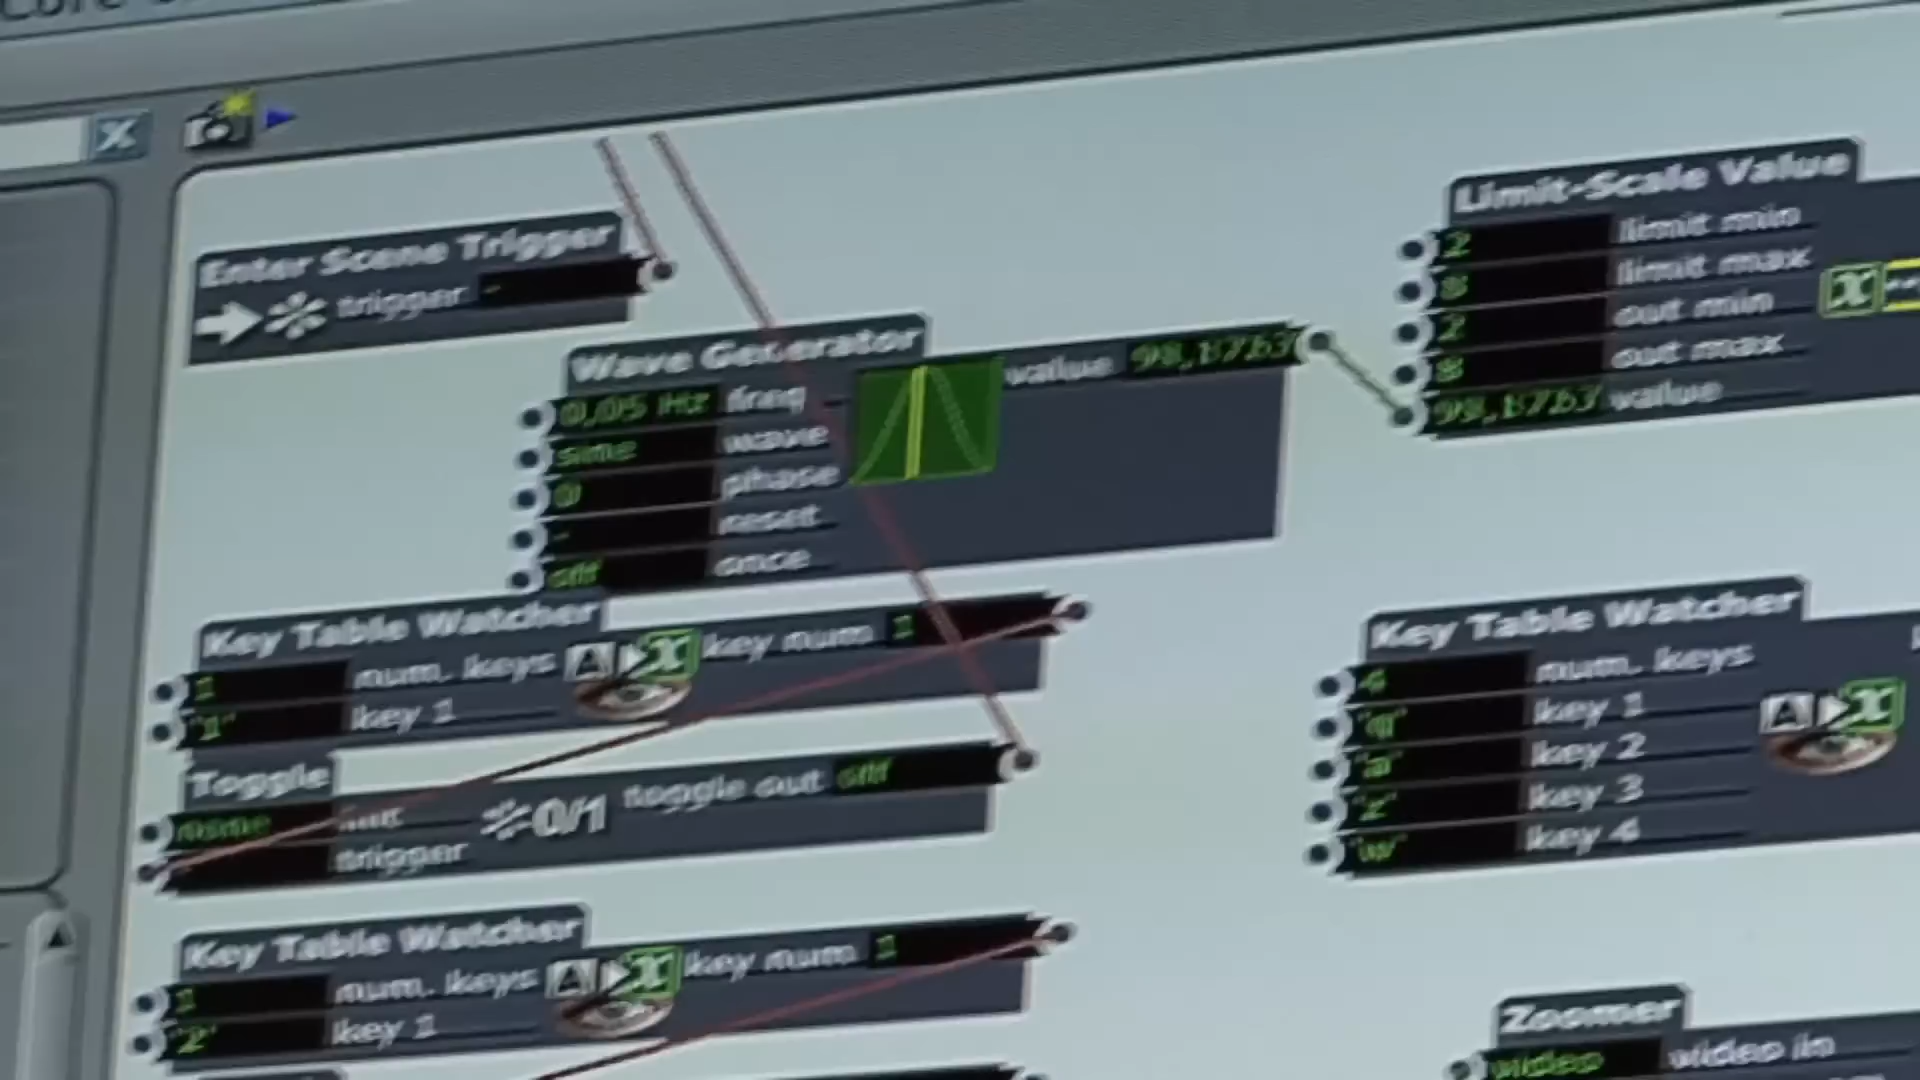 Enter Scene Trigger
trigger -
Limit-Scale Value
2 limit min
8 limit max
2 out min
8 out max
98,1763 value
Wave Generator
0,05 Hz freq
sine wave
0 phase
- reset
off once
value 98,1763
Key Table Watcher
1 num. keys
"1" key 1
key num 1
Toggle
none init
trigger
0/1 toggle out off
Key Table Watcher
4 num. keys
"q" key 1
"a" key 2
"z" key 3
"w" key 4
Key Table Watcher
1 num. keys
"2" key 1
key num 1
Zoomer
video video in